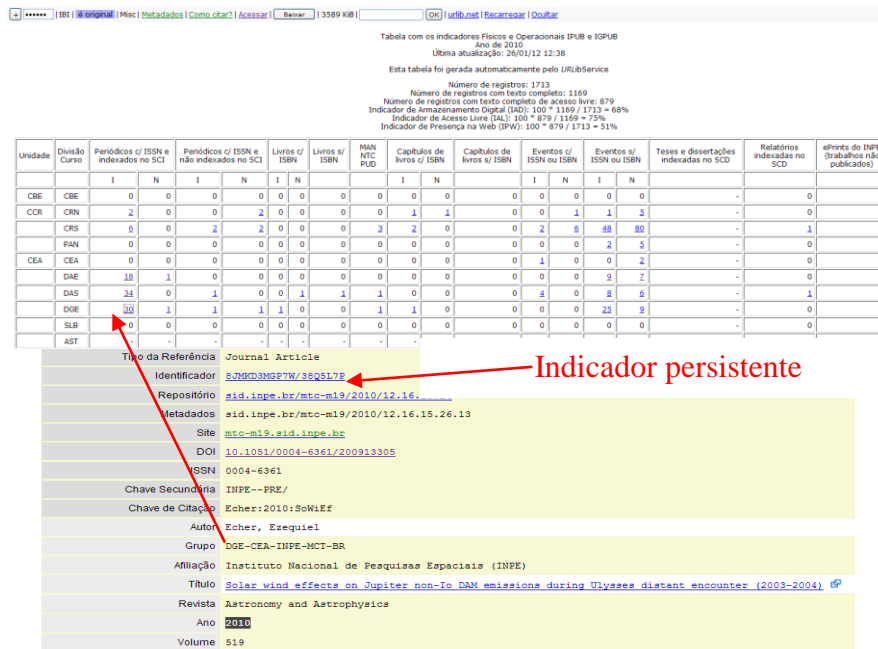 + •••••• | IBI | é original | Misc | Metadados | Como citar? | Acessar | Baixar | 3589 KiB | OK | urlib.net | Recarregar | Ocultar
Tabela com os indicadores Físicos e Operacionais IPUB e IGPUB
Ano de 2010
Última atualização: 26/01/12 12:38
Esta tabela foi gerada automaticamente pelo URLibService
Número de registros: 1713
Número de registros com texto completo: 1169
Número de registros com texto completo de acesso livre: 879
Indicador de Armazenamento Digital (IAD): 100 * 1169 / 1713 = 68%
Indicador de Acesso Livre (IAL): 100 * 879 / 1169 = 75%
Indicador de Presença na Web (IPW): 100 * 879 / 1713 = 51%
Unidade Divisão Curso Periódicos c/ ISSN e indexados no SCI Periódicos c/ ISSN e não indexados no SCI Livros c/ ISBN Livros s/ ISBN MAN NTC PUD Capítulos de livros c/ ISBN Capítulos de livros s/ ISBN Eventos c/ ISSN ou ISBN Eventos s/ ISSN ou ISBN Teses e dissertações indexadas no SCD Relatórios indexadas no SCD ePrints do INPE (trabalhos não publicados)
I N I N I N I N I N I N
CBE CBE 0 0 0 0 0 0 0 0 0 0 0 0 0 0 0 - 0
CCR CRN 2 0 0 2 0 0 0 0 1 1 0 0 1 1 5 - 0
CRS 6 0 2 2 0 0 0 3 2 0 0 2 6 48 80 - 1
PAN 0 0 0 0 0 0 0 0 0 0 0 0 0 2 5 - 0
CEA CEA 0 0 0 0 0 0 0 0 0 0 0 1 0 0 2 - 0
DAE 18 1 0 0 0 0 0 0 0 0 0 0 0 9 7 - 0
DAS 34 0 1 0 0 1 1 1 0 0 0 4 0 8 6 - 1
DGE 30 1 1 1 1 0 0 1 1 0 0 0 0 25 9 - 0
SLB 0 0 0 0 0 0 0 0 0 0 0 0 0 0 0 - 0
AST - - - - - - - - - - - - - - - - -
Tipo da Referência Journal Article
Identificador 8JMKD3MGP7W/38Q5L7P
Indicador persistente
Repositório sid.inpe.br/mtc-m19/2010/12.16.
Metadados sid.inpe.br/mtc-m19/2010/12.16.15.26.13
Site mtc-m19.sid.inpe.br
DOI 10.1051/0004-6361/200913305
ISSN 0004-6361
Chave Secundária INPE--PRE/
Chave de Citação Echer:2010:SoWiEf
Autor Echer, Ezequiel
Grupo DGE-CEA-INPE-MCT-BR
Afiliação Instituto Nacional de Pesquisas Espaciais (INPE)
Título Solar wind effects on Jupiter non-Io DAM emissions during Ulysses distant encounter (2003-2004)
Revista Astronomy and Astrophysics
Ano 2010
Volume 519